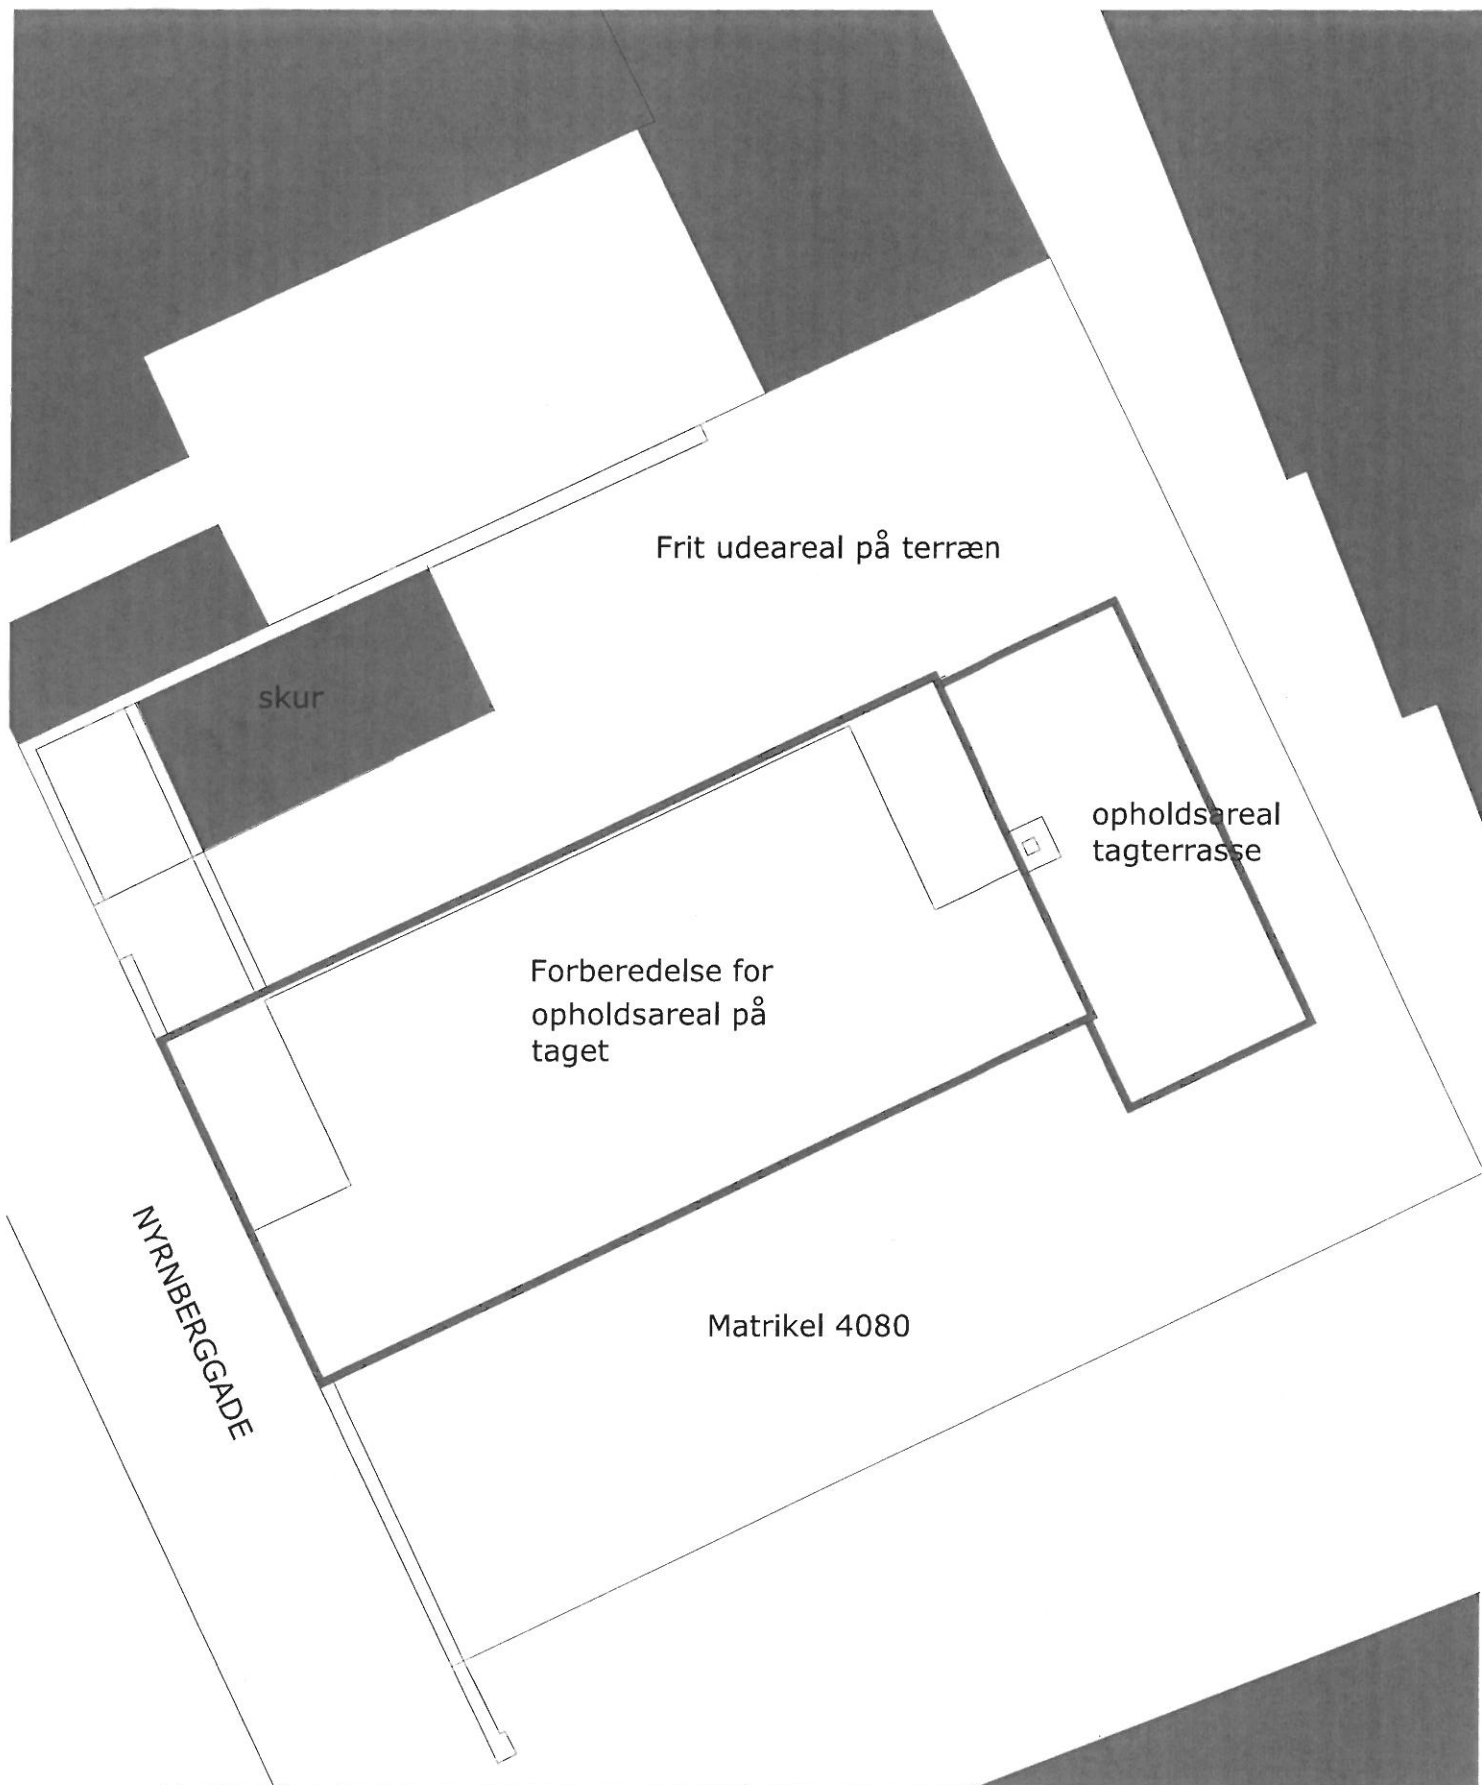 Frit udeareal på terræn
skur
opholdsareal
tagterrasse
Forberedelse for
opholdsareal på
taget
NYRNBERGGADE
Matrikel 4080